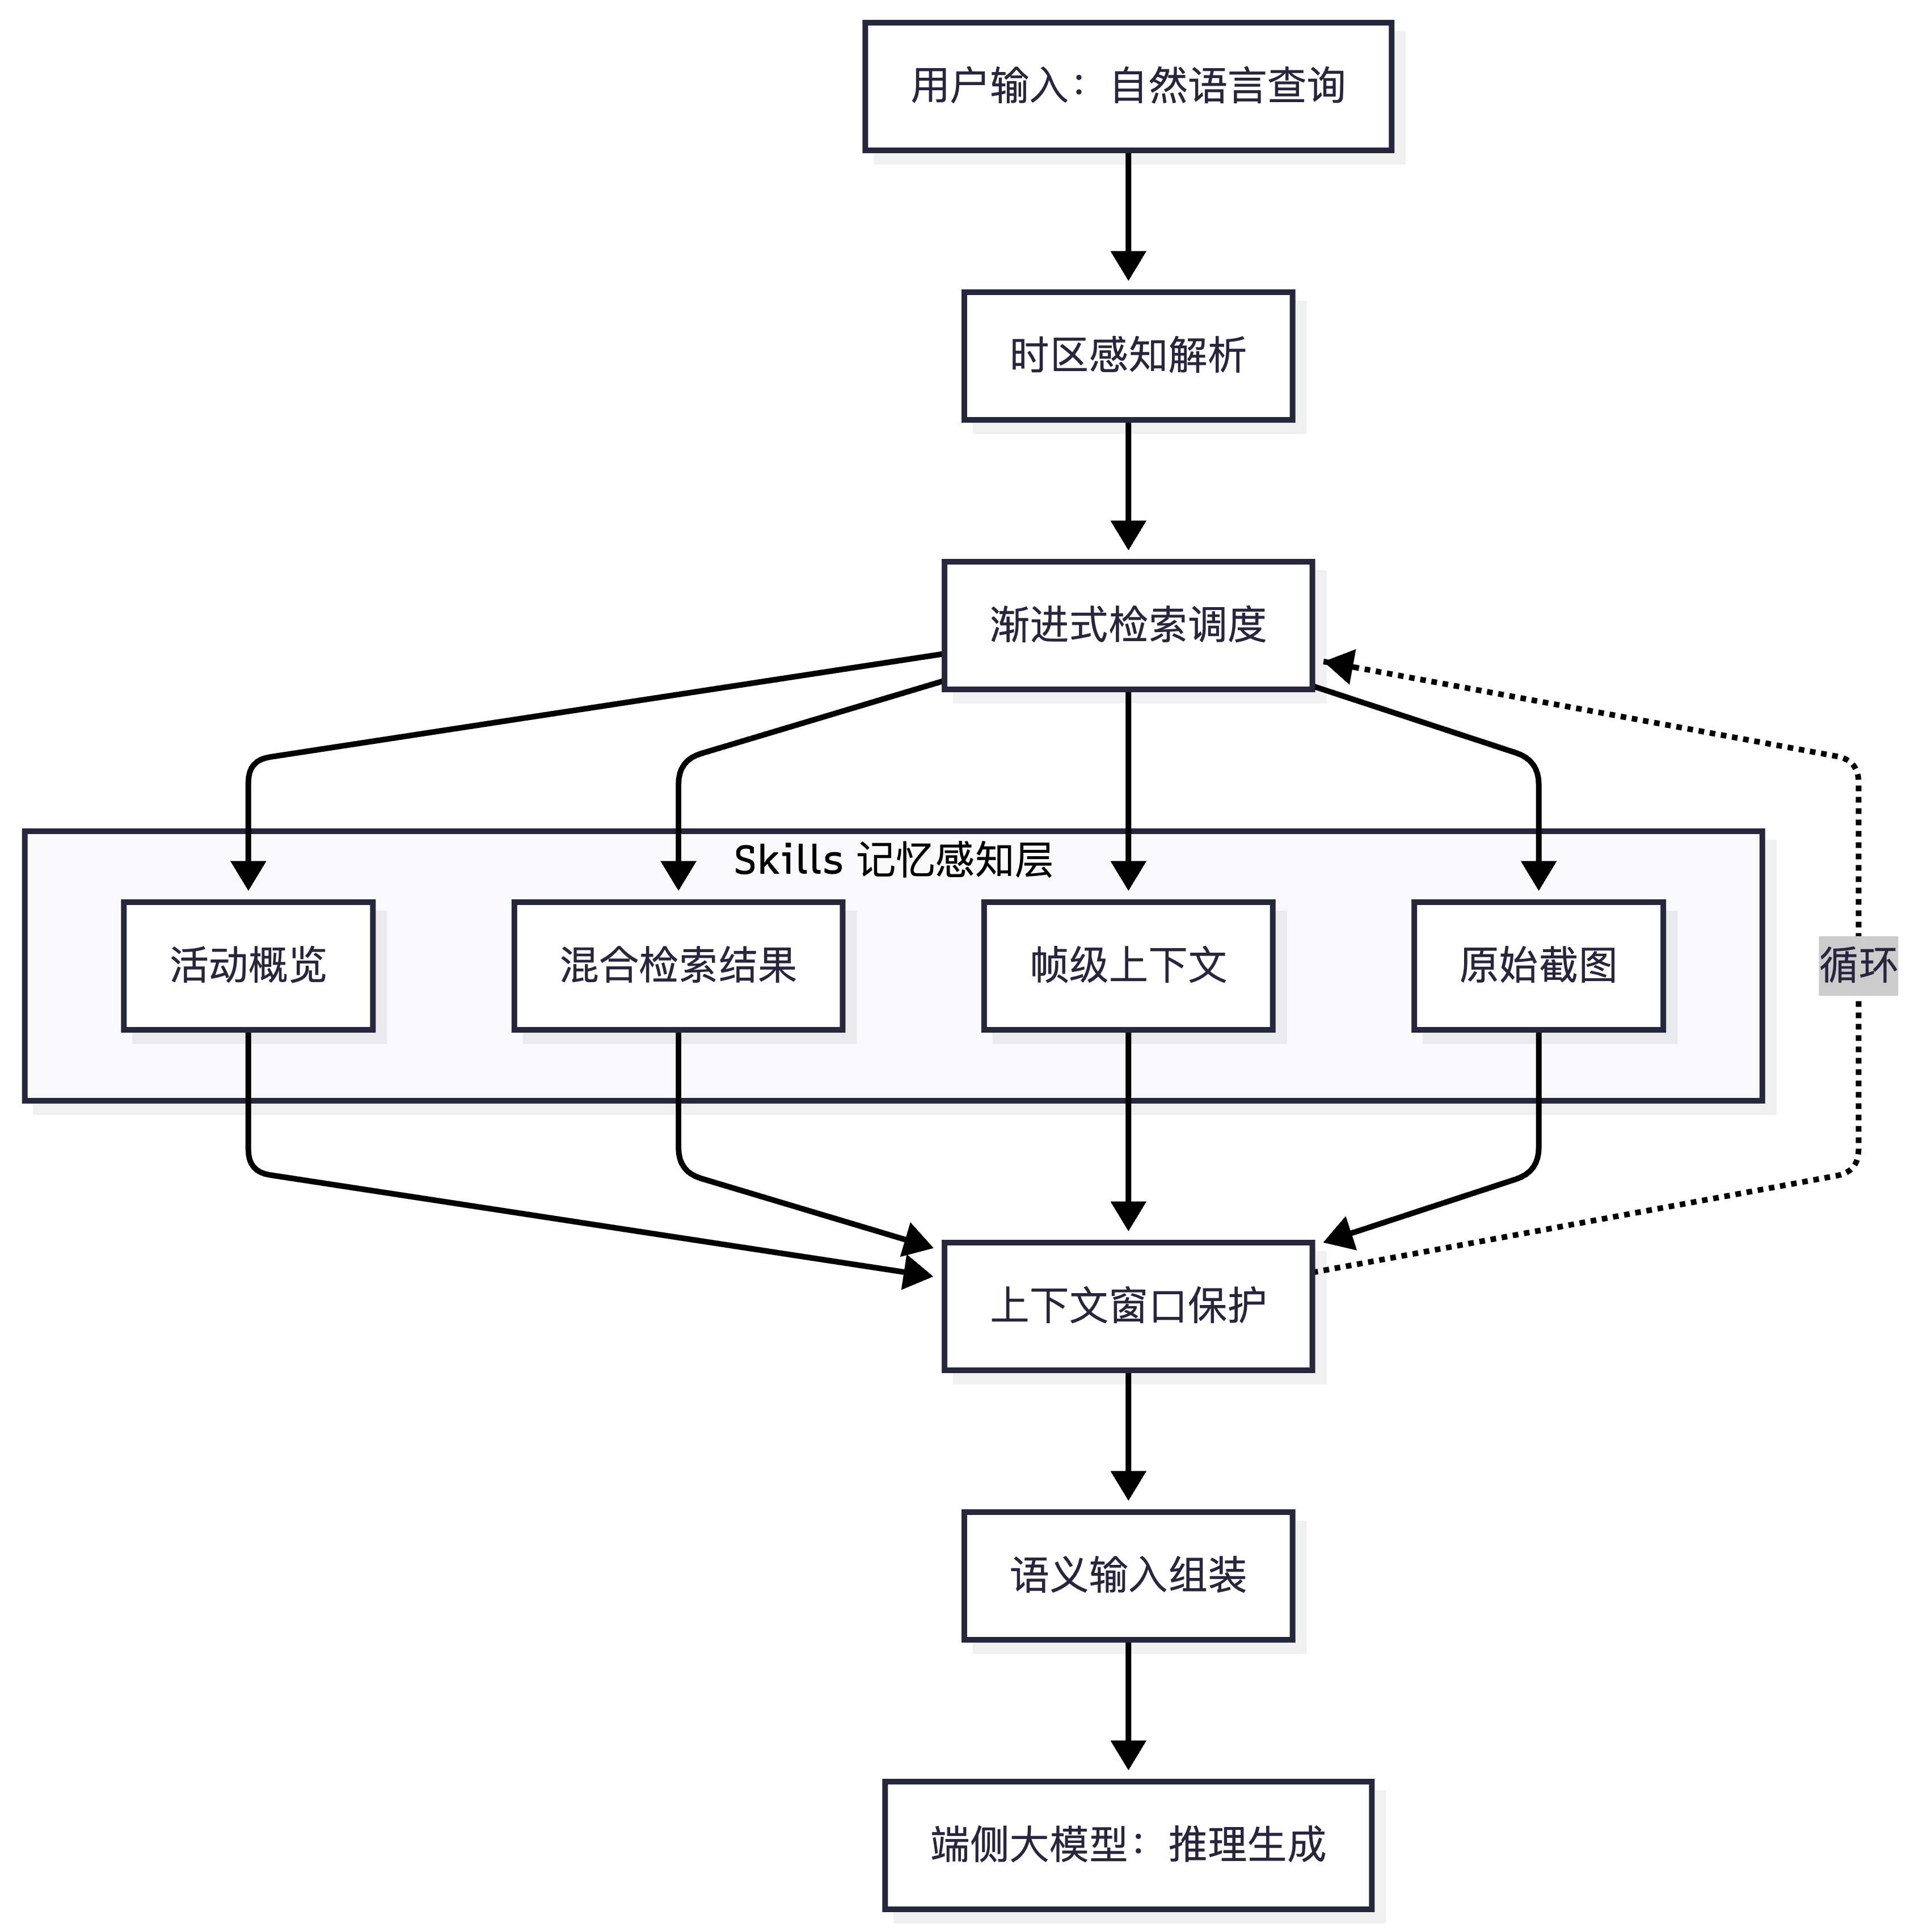 用户输入：自然语言查询
时区感知解析
渐进式检索调度
Skills 记忆感知层
活动概览
混合检索结果
帧级上下文
原始截图
循环
上下文窗口保护
语义输入组装
端侧大模型：推理生成